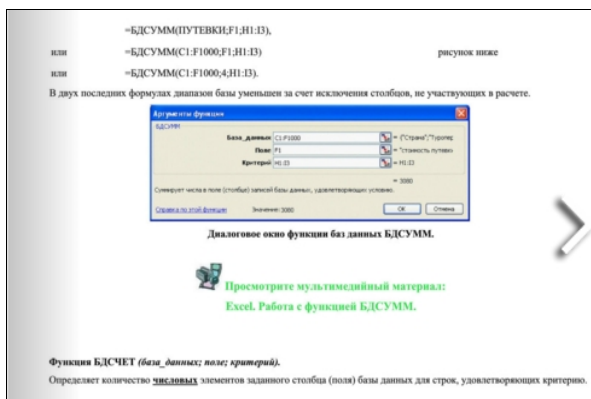 =БДСУММ(ПУТЕВКИ;F1;H1:I3),
или =БДСУММ(C1:F1000;F1;H1:I3) рисунок ниже
или =БДСУММ(C1:F1000;4;H1:I3).
В двух последних формулах диапазон базы уменьшен за счет исключения столбцов, не участвующих в расчете.
Аргументы функции
БДСУММ
База_данных C1:F1000 = {"Страна";"Туропер
Поле F1 = "стоимость путевки
Критерий H1:I3 = H1:I3
= 3080
Суммирует числа в поле (столбце) записей базы данных, удовлетворяющих условию.
Справка по этой функции Значение: 3080 ОК Отмена
Диалоговое окно функции баз данных БДСУММ.
Просмотрите мультимедийный материал:
Excel. Работа с функцией БДСУММ.
Функция БДСЧЕТ (база_данных; поле; критерий).
Определяет количество числовых элементов заданного столбца (поля) базы данных для строк, удовлетворяющих критерию.